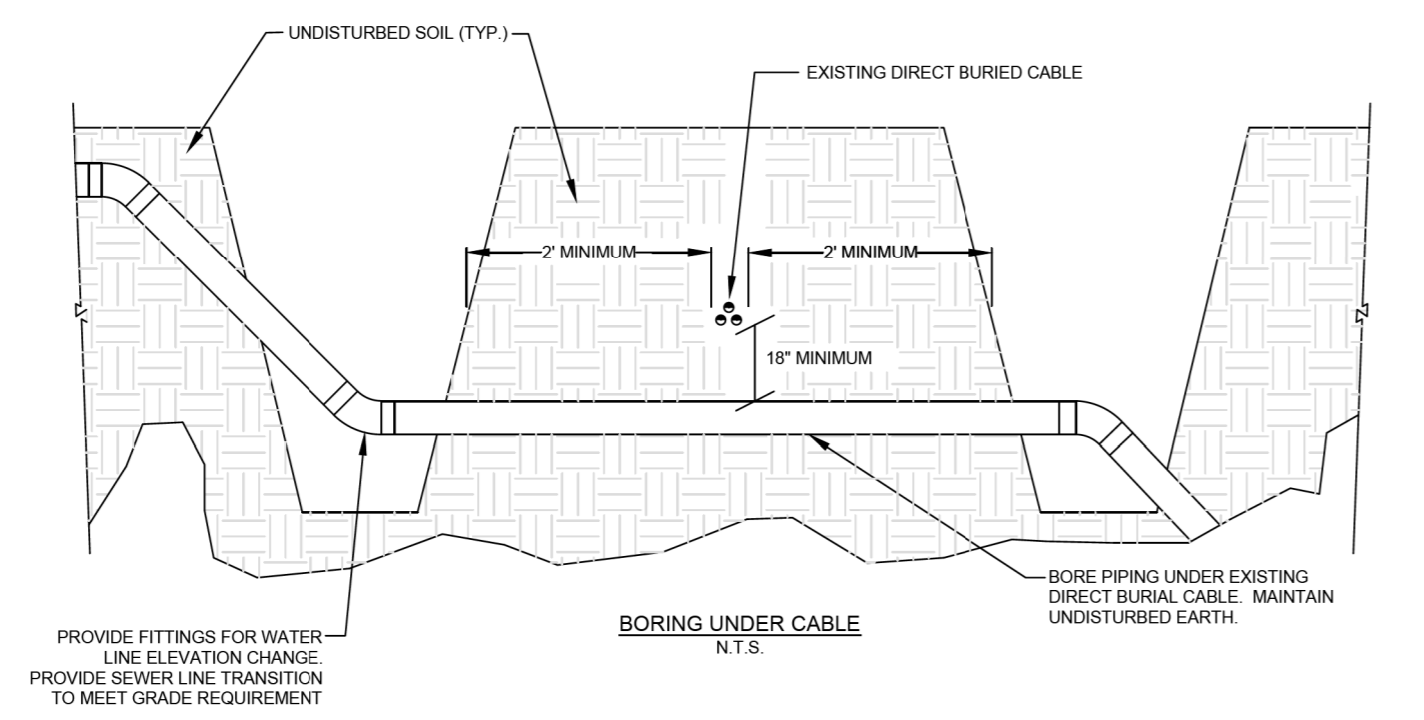 UNDISTURBED SOIL (TYP.)
EXISTING DIRECT BURIED CABLE
2' MINIMUM
2' MINIMUM
18" MINIMUM
BORE PIPING UNDER EXISTING
DIRECT BURIAL CABLE. MAINTAIN
UNDISTURBED EARTH.
BORING UNDER CABLE
N.T.S.
PROVIDE FITTINGS FOR WATER
LINE ELEVATION CHANGE.
PROVIDE SEWER LINE TRANSITION
TO MEET GRADE REQUIREMENT